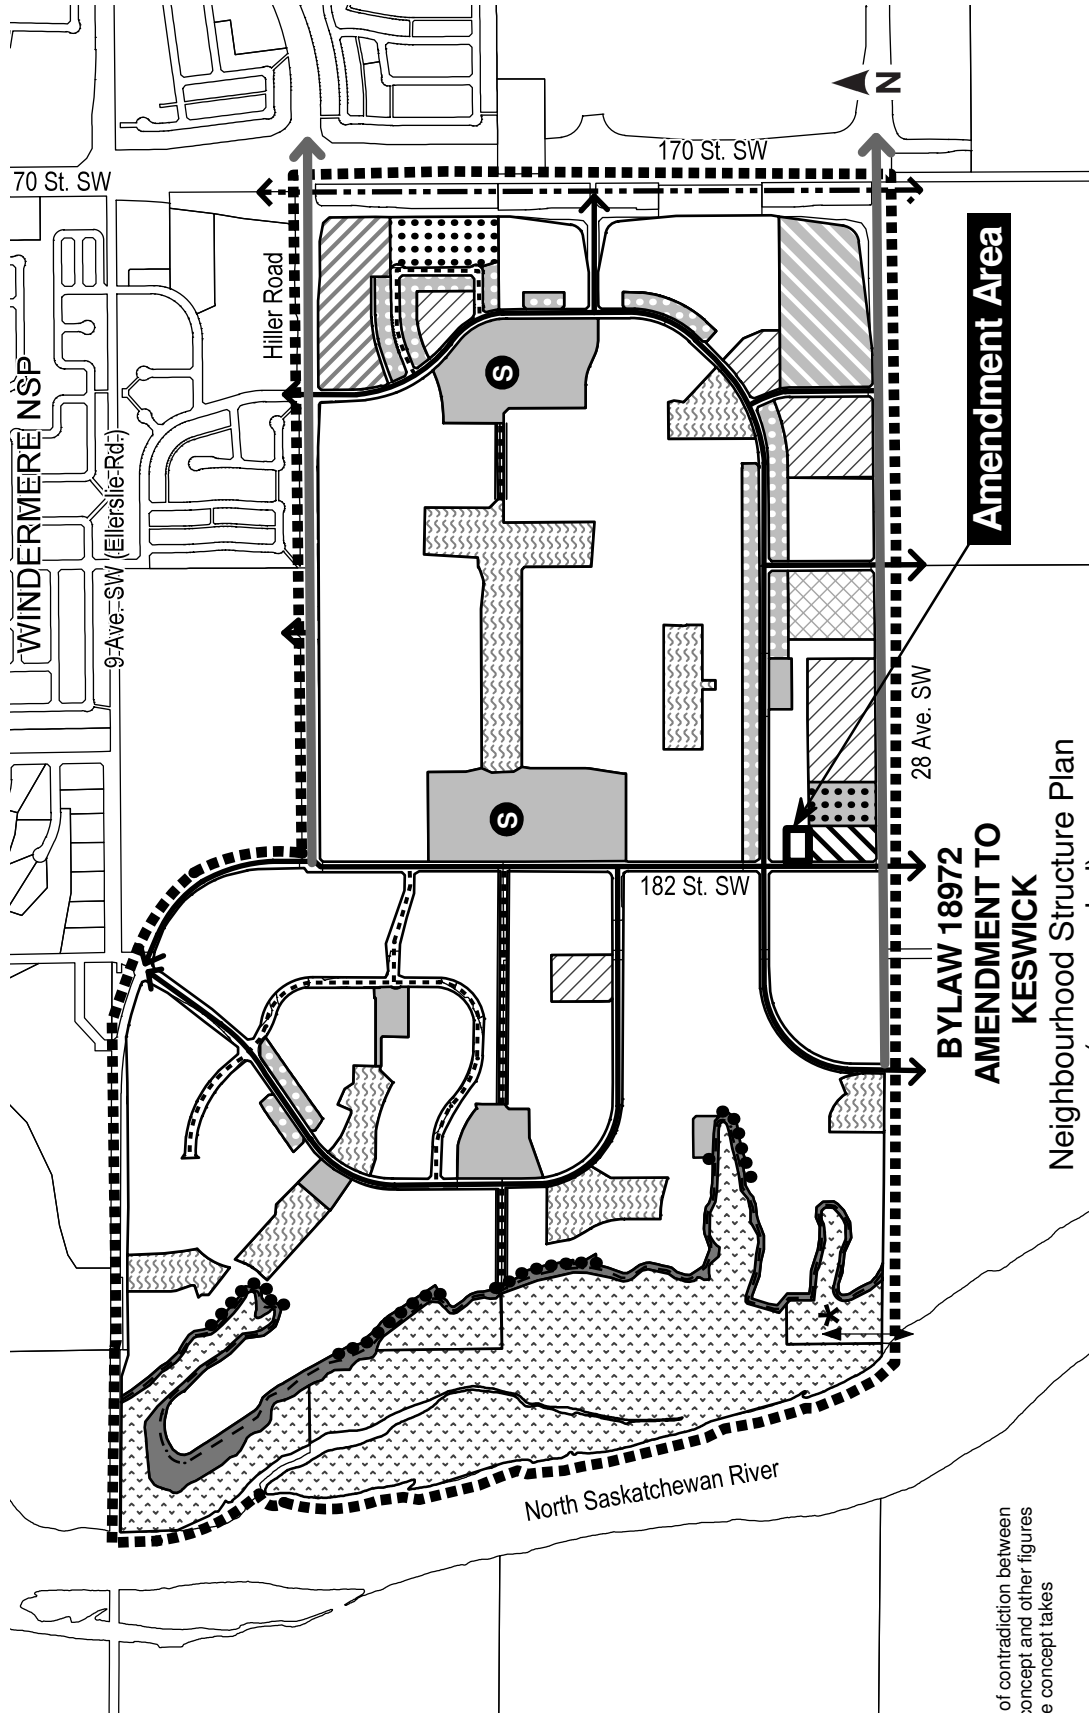 70 St. SW
170 St. SW
N
Hiller Road
WINDERMERE NSP
9 Ave. SW (Ellerslie Rd.)
S
S
Amendment Area
28 Ave. SW
182 St. SW
North Saskatchewan River
BYLAW 18972
AMENDMENT TO
KESWICK
Neighbourhood Structure Plan
of contradiction between
concept and other figures
e concept takes